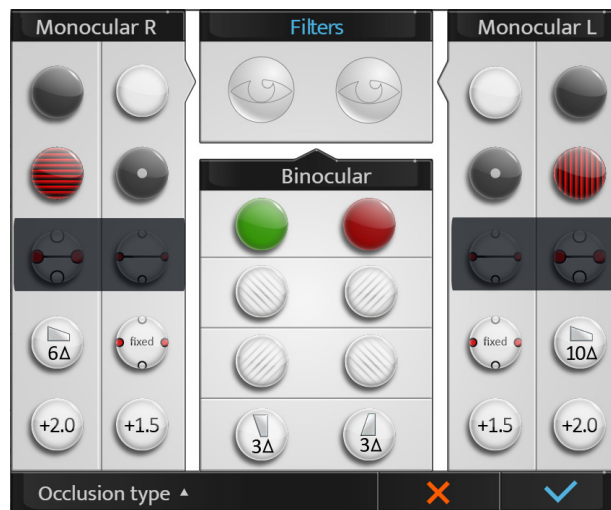 Monocular R
Filters
Monocular L
Binocular
6Δ
fixed
fixed
10Δ
+2.0
+1.5
3Δ
3Δ
+1.5
+2.0
Occlusion type